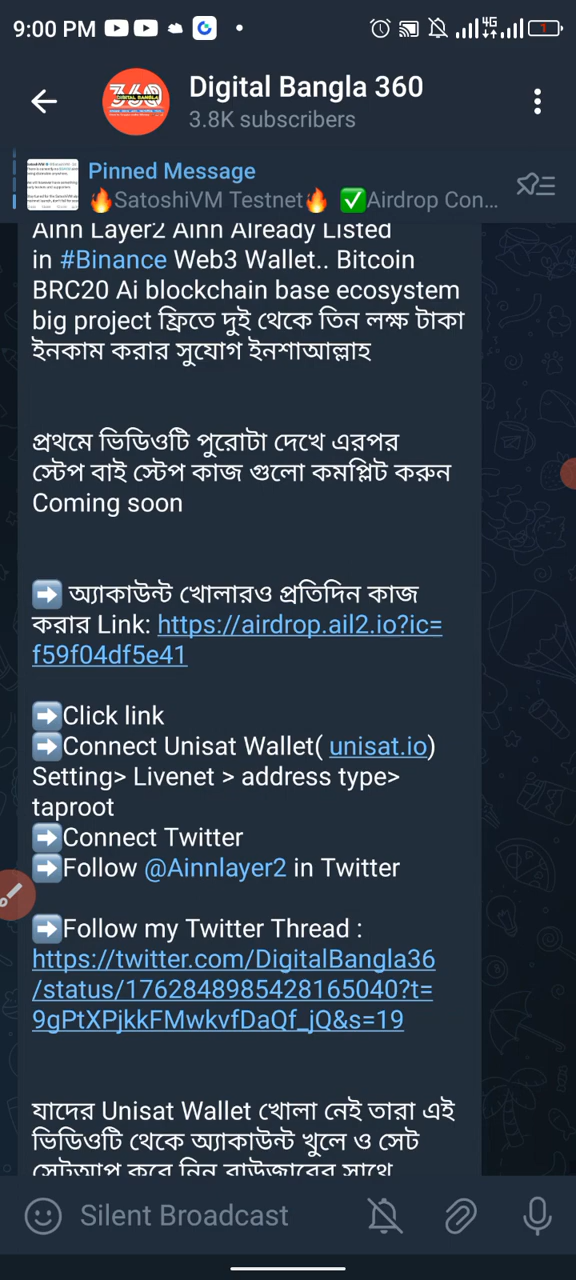 9:00 PM
4G
1
360
DIGITAL BANGLA
Digital Bangla 360
3.8K subscribers
Pinned Message
🔥SatoshiVM Testnet🔥 ✅Airdrop Con...
Ainn Layer2 Ainn Already Listed
in #Binance Web3 Wallet.. Bitcoin
BRC20 Ai blockchain base ecosystem
big project ফ্রিতে দুই থেকে তিন লক্ষ টাকা
ইনকাম করার সুযোগ ইনশাআল্লাহ
প্রথমে ভিডিওটি পুরোটা দেখে এরপর
স্টেপ বাই স্টেপ কাজ গুলো কমপ্লিট করুন
Coming soon
➡️ অ্যাকাউন্ট খোলারও প্রতিদিন কাজ
করার Link: https://airdrop.ail2.io?ic=
f59f04df5e41
➡️Click link
➡️Connect Unisat Wallet( unisat.io)
Setting> Livenet > address type>
taproot
➡️Connect Twitter
➡️Follow @Ainnlayer2 in Twitter
➡️Follow my Twitter Thread :
https://twitter.com/DigitalBangla36
/status/1762848985428165040?t=
9gPtXPjkkFMwkvfDaQf_jQ&s=19
যাদের Unisat Wallet খোলা নেই তারা এই
ভিডিওটি থেকে অ্যাকাউন্ট খুলে ও সেট
সেটআপ করে নিন ব্রাউজারের সাথে
Silent Broadcast